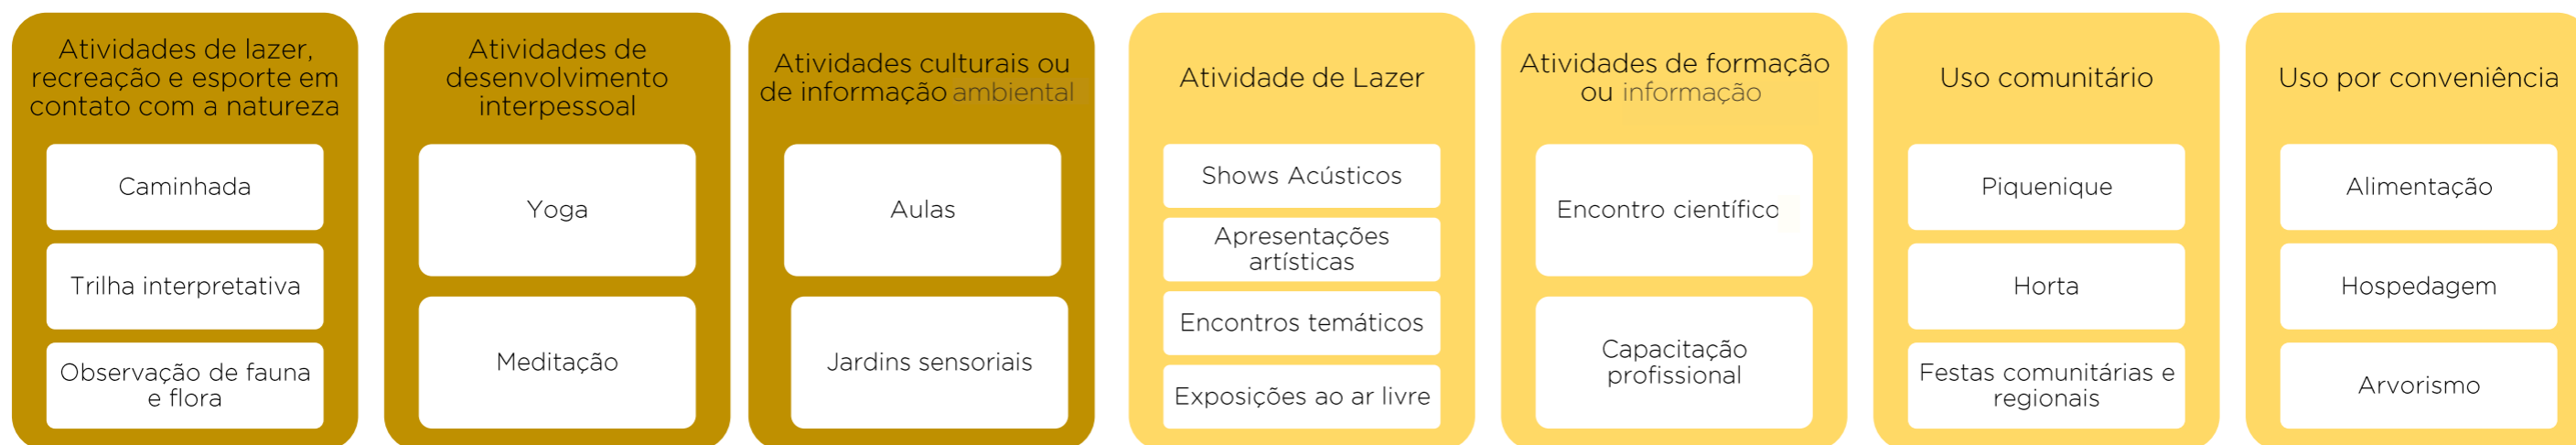 Atividades de lazer,
recreação e esporte em
contato com a natureza
Caminhada
Trilha interpretativa
Observação de fauna
e flora
Atividades de
desenvolvimento
interpessoal
Yoga
Meditação
Atividades culturais ou
de informação ambiental
Aulas
Jardins sensoriais
Atividade de Lazer
Shows Acústicos
Apresentações
artísticas
Encontros temáticos
Exposições ao ar livre
Atividades de formação
ou informação
Encontro científico
Capacitação
profissional
Uso comunitário
Piquenique
Horta
Festas comunitárias e
regionais
Uso por conveniência
Alimentação
Hospedagem
Arvorismo